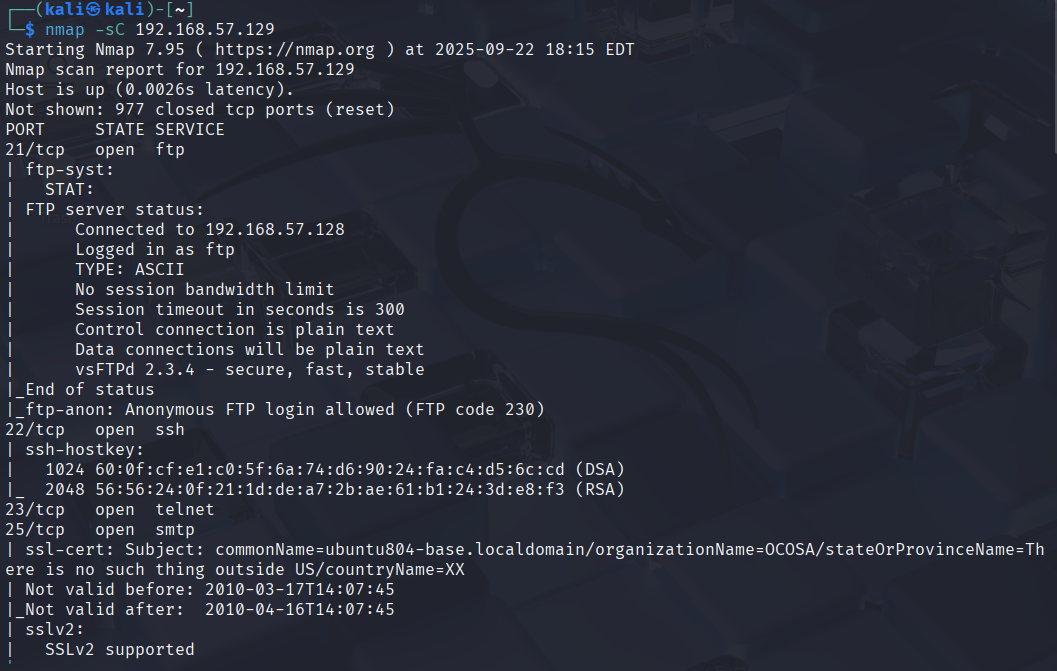 ┌──(kali㉿kali)-[~]
└─$ nmap -sC 192.168.57.129
Starting Nmap 7.95 ( https://nmap.org ) at 2025-09-22 18:15 EDT
Nmap scan report for 192.168.57.129
Host is up (0.0026s latency).
Not shown: 977 closed tcp ports (reset)
PORT     STATE SERVICE
21/tcp   open  ftp
| ftp-syst:
|   STAT:
| FTP server status:
|      Connected to 192.168.57.128
|      Logged in as ftp
|      TYPE: ASCII
|      No session bandwidth limit
|      Session timeout in seconds is 300
|      Control connection is plain text
|      Data connections will be plain text
|      vsFTPd 2.3.4 - secure, fast, stable
|_End of status
|_ftp-anon: Anonymous FTP login allowed (FTP code 230)
22/tcp   open  ssh
| ssh-hostkey:
|   1024 60:0f:cf:e1:c0:5f:6a:74:d6:90:24:fa:c4:d5:6c:cd (DSA)
|_  2048 56:56:24:0f:21:1d:de:a7:2b:ae:61:b1:24:3d:e8:f3 (RSA)
23/tcp   open  telnet
25/tcp   open  smtp
| ssl-cert: Subject: commonName=ubuntu804-base.localdomain/organizationName=OCOSA/stateOrProvinceName=Th
ere is no such thing outside US/countryName=XX
| Not valid before: 2010-03-17T14:07:45
|_Not valid after:  2010-04-16T14:07:45
| sslv2:
|   SSLv2 supported